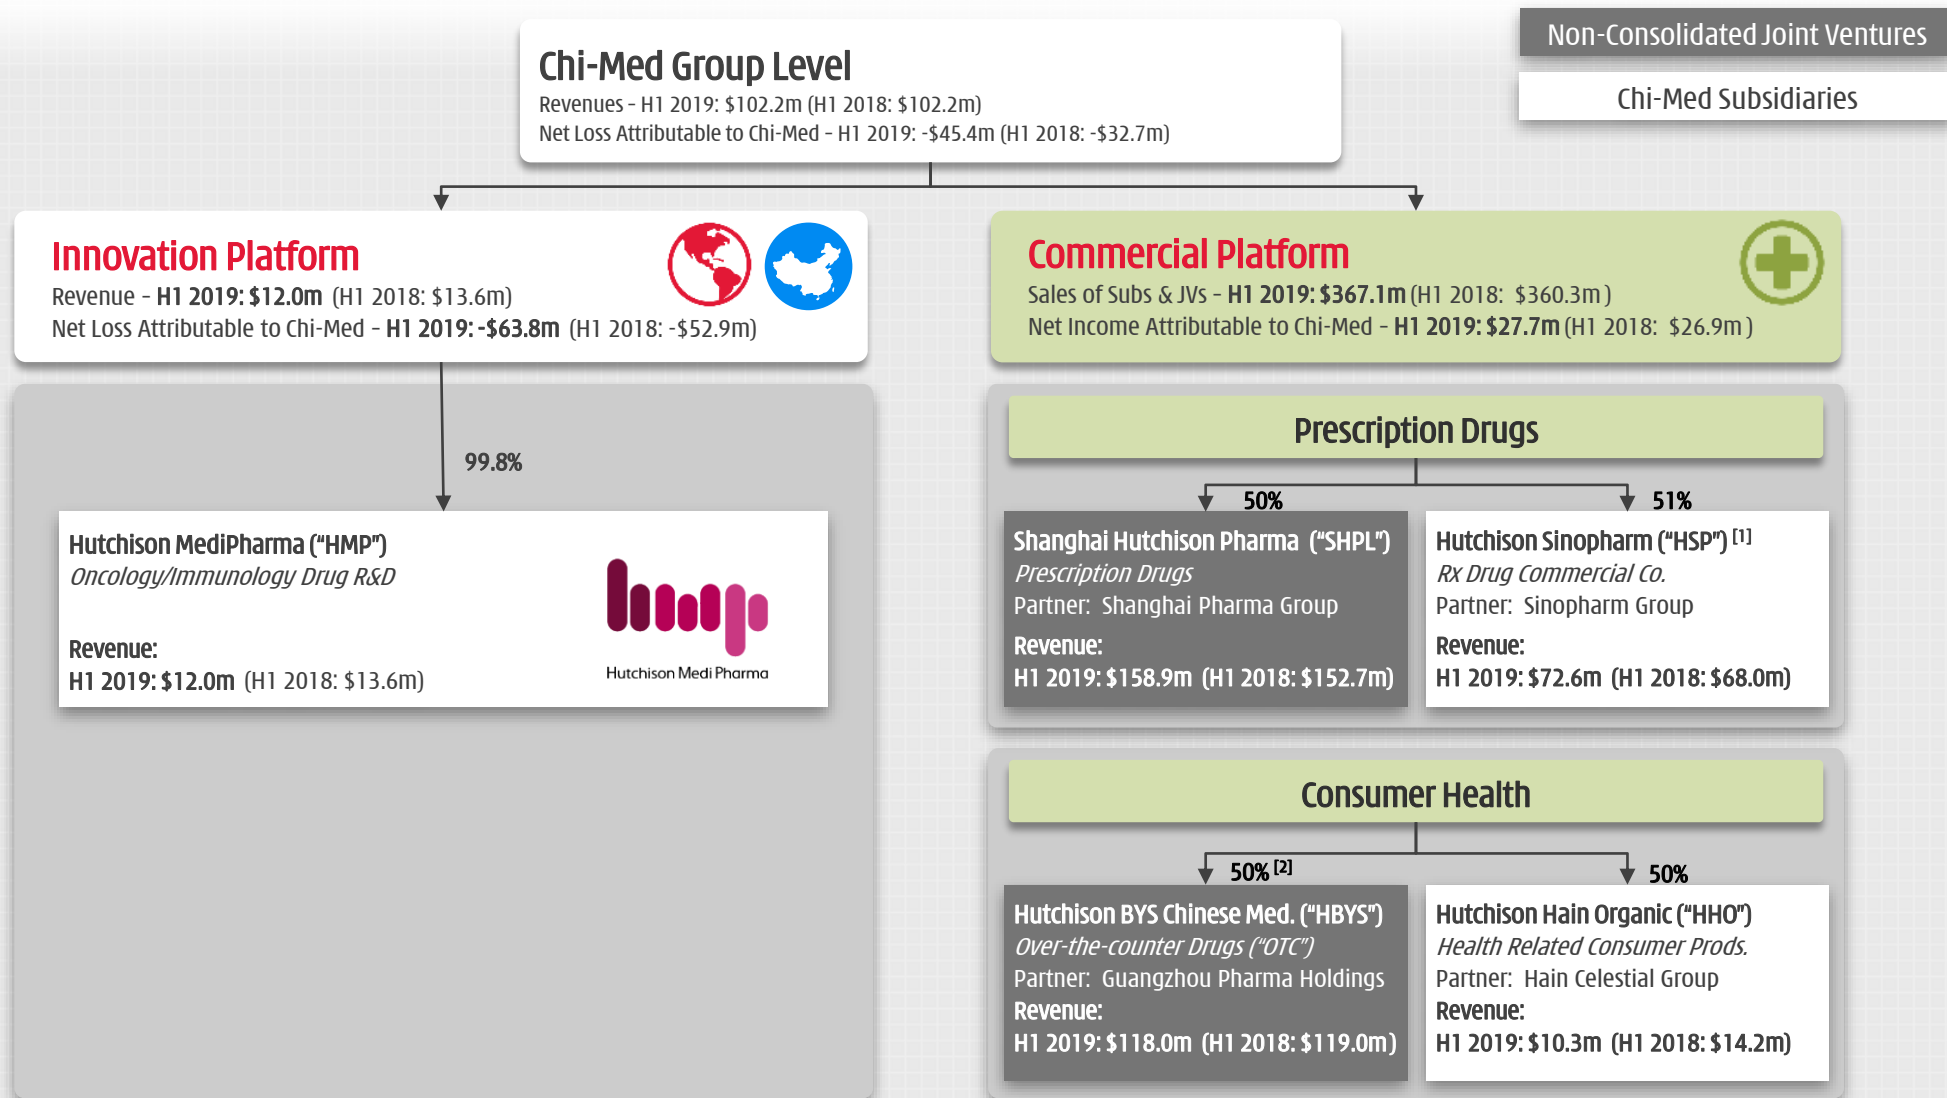 Non-Consolidated Joint Ventures
Chi-Med Subsidiaries
Chi-Med Group Level
Revenues – H1 2019: $102.2m (H1 2018: $102.2m)
Net Loss Attributable to Chi-Med – H1 2019: -$45.4m (H1 2018: -$32.7m)
Innovation Platform
Revenue – H1 2019: $12.0m (H1 2018: $13.6m)
Net Loss Attributable to Chi-Med – H1 2019: -$63.8m (H1 2018: -$52.9m)
99.8%
Hutchison MediPharma (“HMP”)
Oncology/Immunology Drug R&D
Revenue:
H1 2019: $12.0m (H1 2018: $13.6m)
hmp
Hutchison Medi Pharma
Commercial Platform
Sales of Subs & JVs – H1 2019: $367.1m (H1 2018: $360.3m)
Net Income Attributable to Chi-Med – H1 2019: $27.7m (H1 2018: $26.9m)
Prescription Drugs
50%
Shanghai Hutchison Pharma (“SHPL”)
Prescription Drugs
Partner: Shanghai Pharma Group
Revenue:
H1 2019: $158.9m (H1 2018: $152.7m)
51%
Hutchison Sinopharm (“HSP”) [1]
Rx Drug Commercial Co.
Partner: Sinopharm Group
Revenue:
H1 2019: $72.6m (H1 2018: $68.0m)
Consumer Health
50% [2]
Hutchison BYS Chinese Med. (“HBYS”)
Over-the-counter Drugs (“OTC”)
Partner: Guangzhou Pharma Holdings
Revenue:
H1 2019: $118.0m (H1 2018: $119.0m)
50%
Hutchison Hain Organic (“HHO”)
Health Related Consumer Prods.
Partner: Hain Celestial Group
Revenue:
H1 2019: $10.3m (H1 2018: $14.2m)